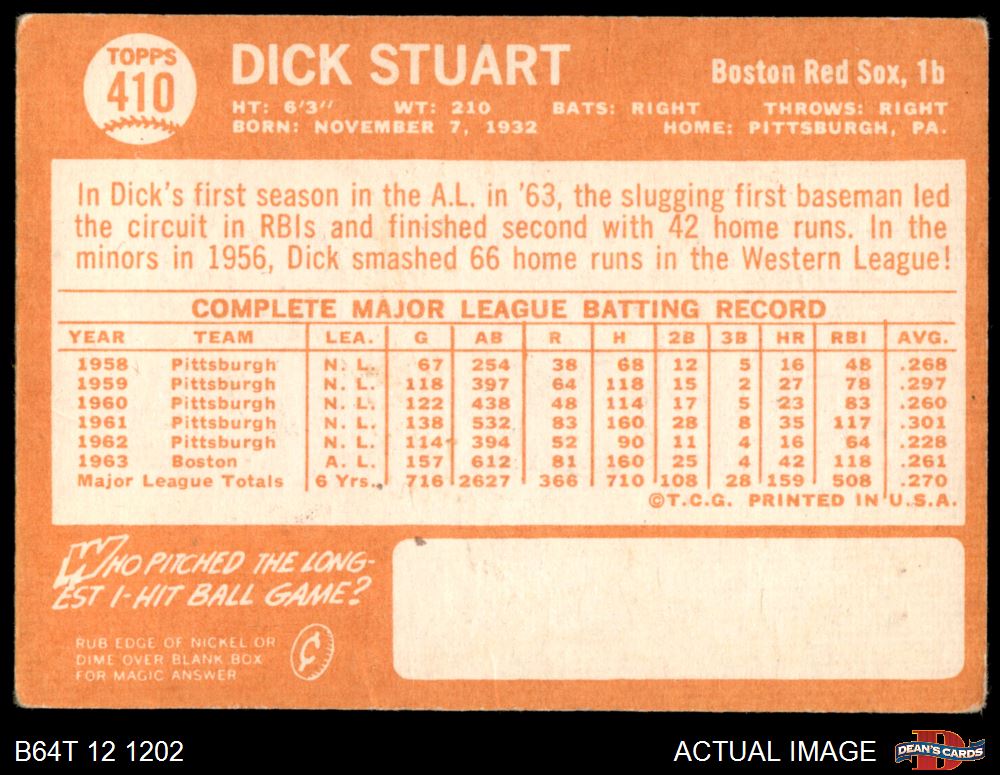 TOPPS
410
DICK STUART
Boston Red Sox, 1b
HT: 6'3" WT: 210 BATS: RIGHT THROWS: RIGHT
BORN: NOVEMBER 7, 1932 HOME: PITTSBURGH, PA.
In Dick's first season in the A.L. in '63, the slugging first baseman led
the circuit in RBIs and finished second with 42 home runs. In the
minors in 1956, Dick smashed 66 home runs in the Western League!
COMPLETE MAJOR LEAGUE BATTING RECORD
YEAR TEAM LEA. G AB R H 2B 3B HR RBI AVG.
1958 Pittsburgh N. L. 67 254 38 68 12 5 16 48 .268
1959 Pittsburgh N. L. 118 397 64 118 15 2 27 78 .297
1960 Pittsburgh N. L. 122 438 48 114 17 5 23 83 .260
1961 Pittsburgh N. L. 138 532 83 160 28 8 35 117 .301
1962 Pittsburgh N. L. 114 394 52 90 11 4 16 64 .228
1963 Boston A. L. 157 612 81 160 25 4 42 118 .261
Major League Totals 6 Yrs. 716 2627 366 710 108 28 159 508 .270
©T.C.G. PRINTED IN U.S.A.
WHO PITCHED THE LONG-
EST 1-HIT BALL GAME?
RUB EDGE OF NICKEL OR
DIME OVER BLANK BOX
FOR MAGIC ANSWER
¢
B64T 12 1202
ACTUAL IMAGE
D
DEAN'S CARDS